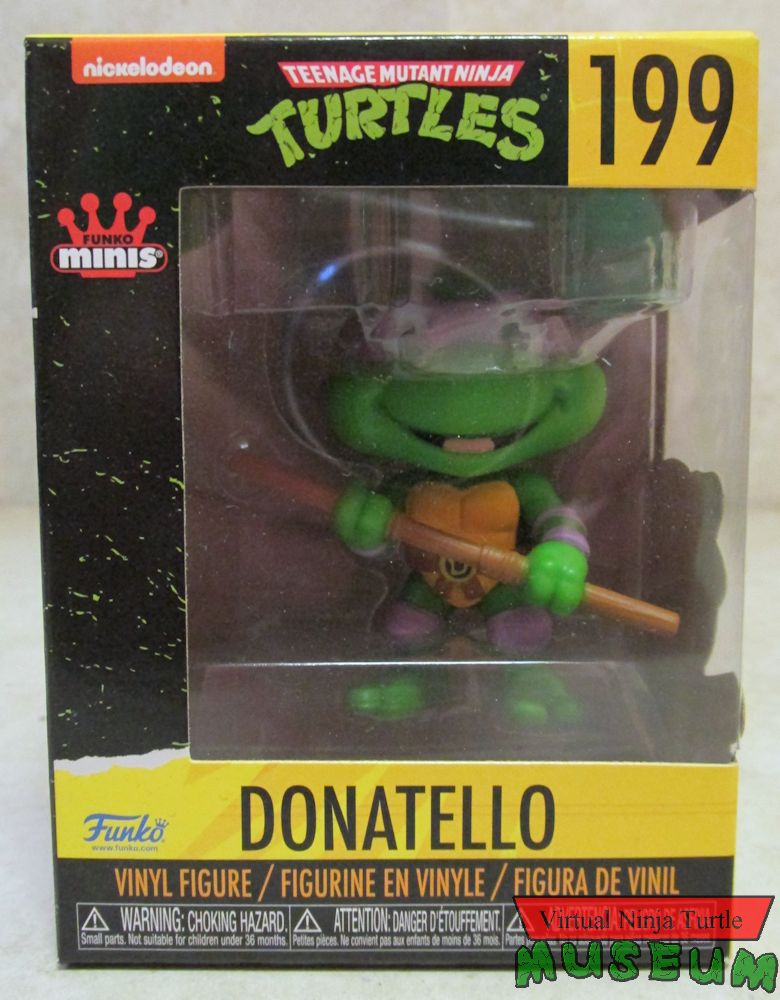 nickelodeon
TEENAGE MUTANT NINJA
TURTLES
199
FUNKO
minis®
D
Funko®
www.funko.com
DONATELLO
VINYL FIGURE / FIGURINE EN VINYLE / FIGURA DE VINIL
WARNING: CHOKING HAZARD.
Small parts. Not suitable for children under 36 months.
ATTENTION: DANGER D'ÉTOUFFEMENT.
Petites pièces. Ne convient pas aux enfants de moins de 36 mois.
Virtual Ninja Turtle
MUSEUM